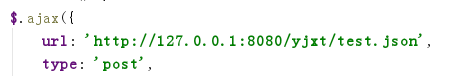 $.ajax({
url: 'http://127.0.0.1:8080/yjxt/test.json',
type: 'post',